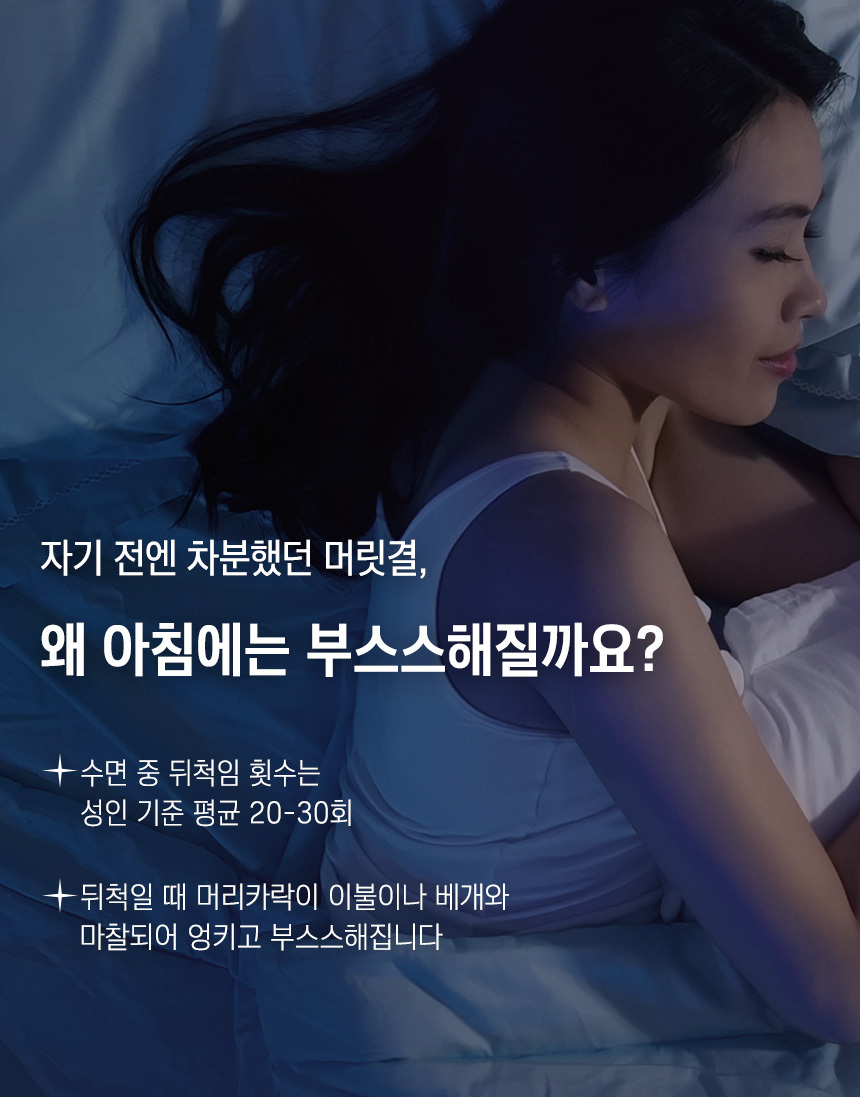 자기 전엔 차분했던 머릿결,
왜 아침에는 부스스해질까요?
수면 중 뒤척임 횟수는
성인 기준 평균 20-30회
뒤척일 때 머리카락이 이불이나 베개와
마찰되어 엉키고 부스스해집니다